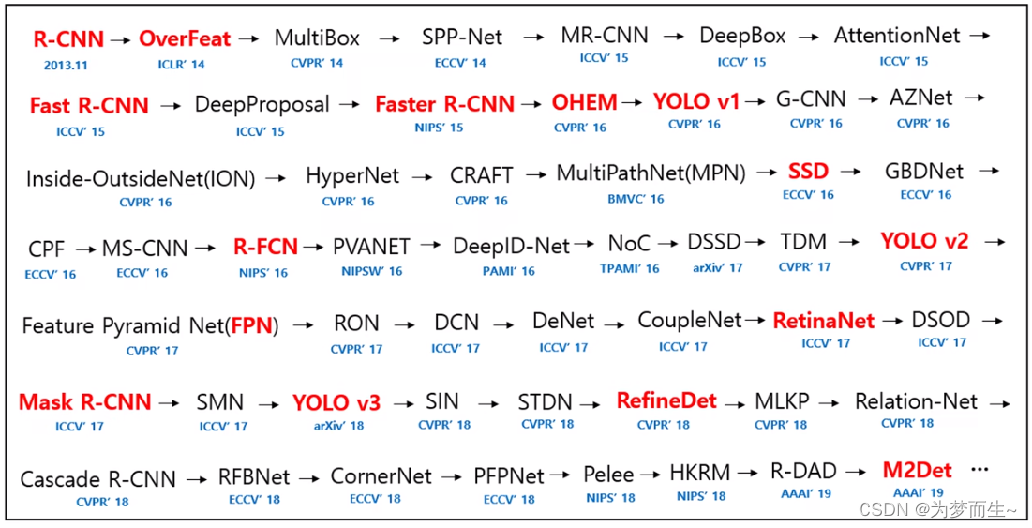 R-CNN → OverFeat → MultiBox → SPP-Net → MR-CNN → DeepBox → AttentionNet →
2013.11 ICLR' 14 CVPR' 14 ECCV' 14 ICCV' 15 ICCV' 15 ICCV' 15
Fast R-CNN → DeepProposal → Faster R-CNN → OHEM → YOLO v1 → G-CNN → AZNet →
ICCV' 15 ICCV' 15 NIPS' 15 CVPR' 16 CVPR' 16 CVPR' 16 CVPR' 16
Inside-OutsideNet(ION) → HyperNet → CRAFT → MultiPathNet(MPN) → SSD → GBDNet →
CVPR' 16 CVPR' 16 CVPR' 16 BMVC' 16 ECCV' 16 ECCV' 16
CPF → MS-CNN → R-FCN → PVANET → DeepID-Net → NoC → DSSD → TDM → YOLO v2 →
ECCV' 16 ECCV' 16 NIPS' 16 NIPSW' 16 PAMI' 16 TPAMI' 16 arXiv' 17 CVPR' 17 CVPR' 17
Feature Pyramid Net(FPN) → RON → DCN → DeNet → CoupleNet → RetinaNet → DSOD →
CVPR' 17 CVPR' 17 ICCV' 17 ICCV' 17 ICCV' 17 ICCV' 17 ICCV' 17
Mask R-CNN → SMN → YOLO v3 → SIN → STDN → RefineDet → MLKP → Relation-Net →
ICCV' 17 ICCV' 17 arXiv' 18 CVPR' 18 CVPR' 18 CVPR' 18 CVPR' 18 CVPR' 18
Cascade R-CNN → RFBNet → CornerNet → PFPNet → Pelee → HKRM → R-DAD → M2Det ···
CVPR' 18 ECCV' 18 ECCV' 18 ECCV' 18 NIPS' 18 NIPS' 18 AAAI' 19 AAAI' 19
CSDN @为梦而生~